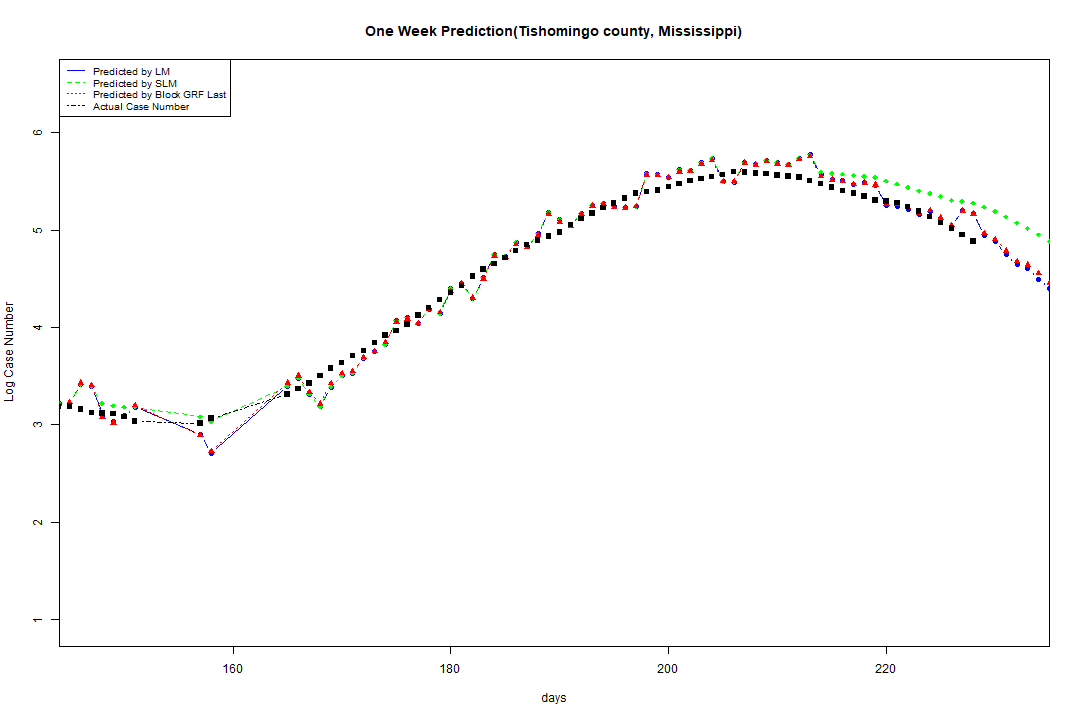 One Week Prediction(Tishomingo county, Mississippi)
Predicted by LM
Predicted by SLM
Predicted by Block GRF Last
Actual Case Number
6
5
4
3
2
1
Log Case Number
160
180
200
220
days